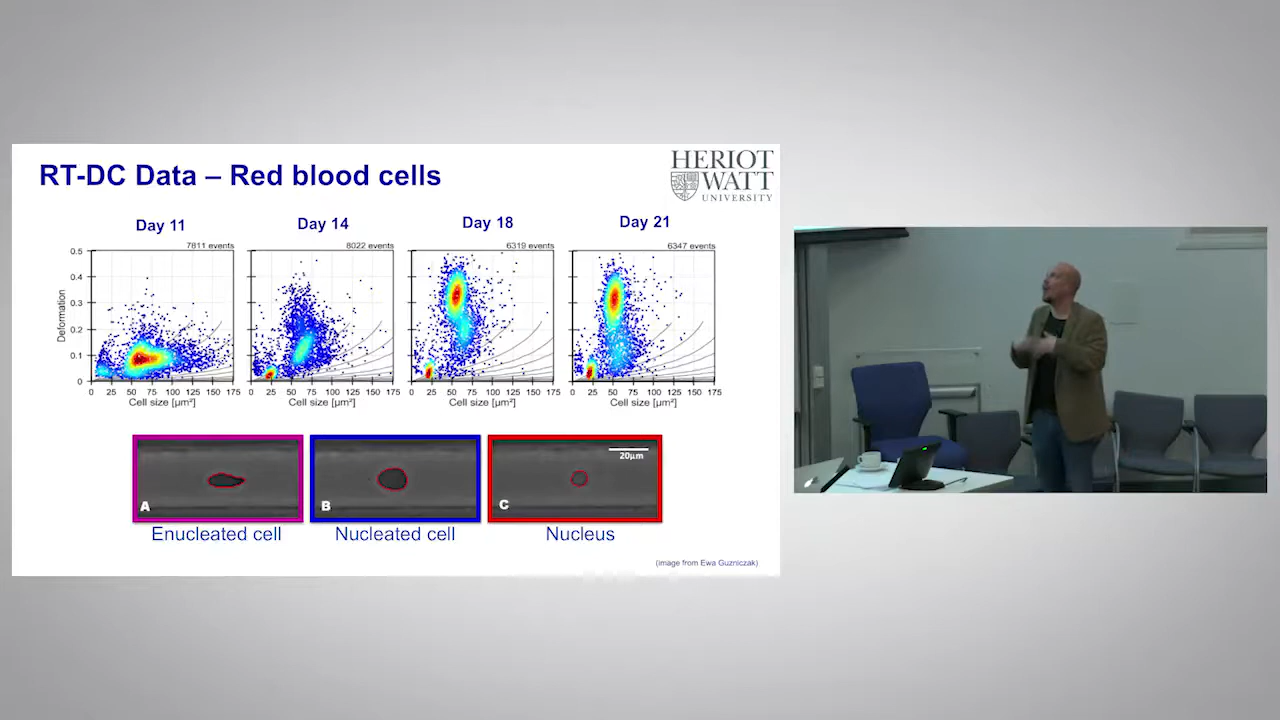 RT-DC Data – Red blood cells
HERIOT
WATT
UNIVERSITY
Day 11
Day 14
Day 18
Day 21
7811 events
8022 events
6319 events
6347 events
Deformation
0.5
0.4
0.3
0.2
0.1
0
0 25 50 75 100 125 150 175
0 25 50 75 100 125 150 175
0 25 50 75 100 125 150 175
0 25 50 75 100 125 150 175
Cell size [µm²]
Cell size [µm²]
Cell size [µm²]
Cell size [µm²]
A
B
C
20µm
Enucleated cell
Nucleated cell
Nucleus
(image from Ewa Guzniczak)